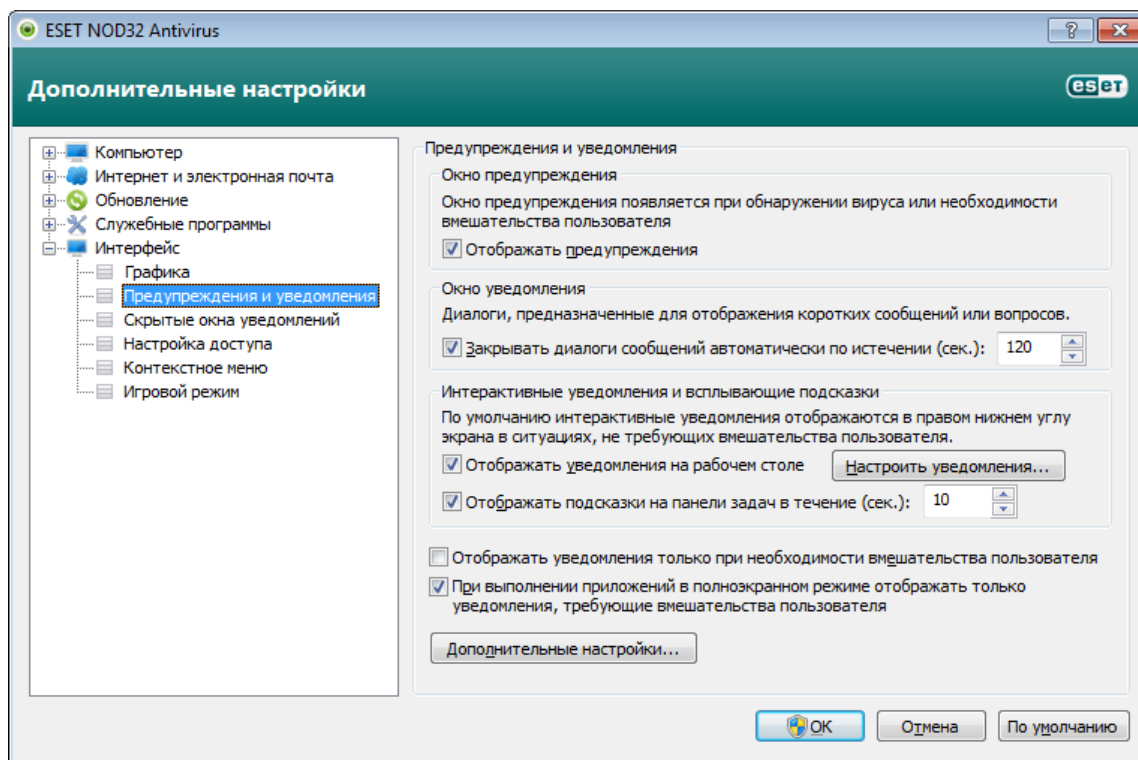 ESET NOD32 Antivirus
?
Дополнительные настройки
eset
Компьютер
Интернет и электронная почта
Обновление
Служебные программы
Интерфейс
Графика
Предупреждения и уведомления
Скрытые окна уведомлений
Настройка доступа
Контекстное меню
Игровой режим
Предупреждения и уведомления
Окно предупреждения
Окно предупреждения появляется при обнаружении вируса или необходимости
вмешательства пользователя
Отображать предупреждения
Окно уведомления
Диалоги, предназначенные для отображения коротких сообщений или вопросов.
Закрывать диалоги сообщений автоматически по истечении (сек.): 120
Интерактивные уведомления и всплывающие подсказки
По умолчанию интерактивные уведомления отображаются в правом нижнем углу
экрана в ситуациях, не требующих вмешательства пользователя.
Отображать уведомления на рабочем столе Настроить уведомления...
Отображать подсказки на панели задач в течение (сек.): 10
Отображать уведомления только при необходимости вмешательства пользователя
При выполнении приложений в полноэкранном режиме отображать только
уведомления, требующие вмешательства пользователя
Дополнительные настройки...
OK Отмена По умолчанию